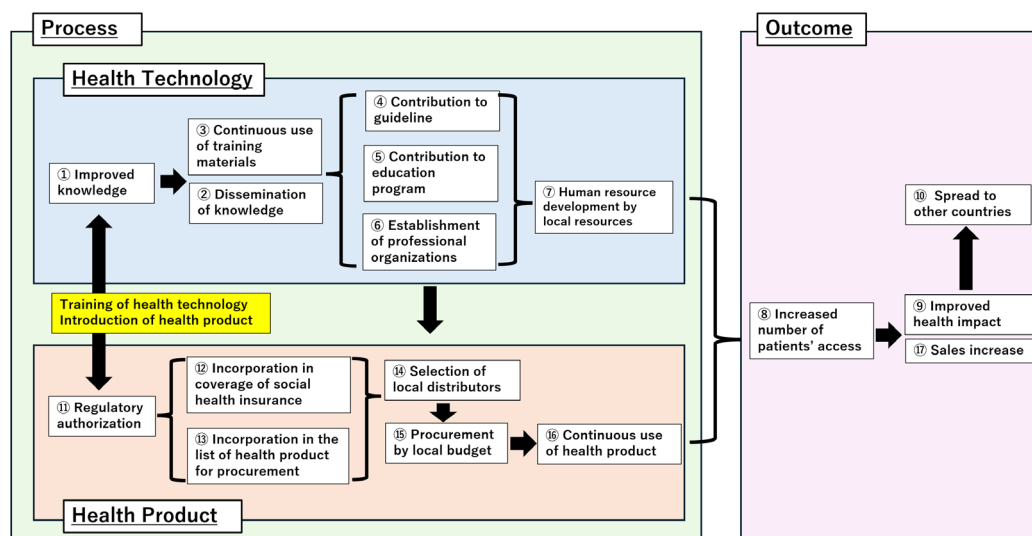 Process
Health Technology
① Improved
knowledge
③ Continuous use
of training
materials
② Dissemination
of knowledge
④ Contribution to
guideline
⑤ Contribution to
education
program
⑥ Establishment
of professional
organizations
⑦ Human resource
development by
local resources
Training of health technology
Introduction of health product
⑪ Regulatory
authorization
⑫ Incorporation in
coverage of social
health insurance
⑬ Incorporation in the
list of health product
for procurement
⑭ Selection of
local distributors
⑮ Procurement
by local budget
⑯ Continuous use
of health product
Health Product
Outcome
⑧ Increased
number of
patients’ access
⑩ Spread to
other countries
⑨ Improved
health impact
⑰ Sales increase